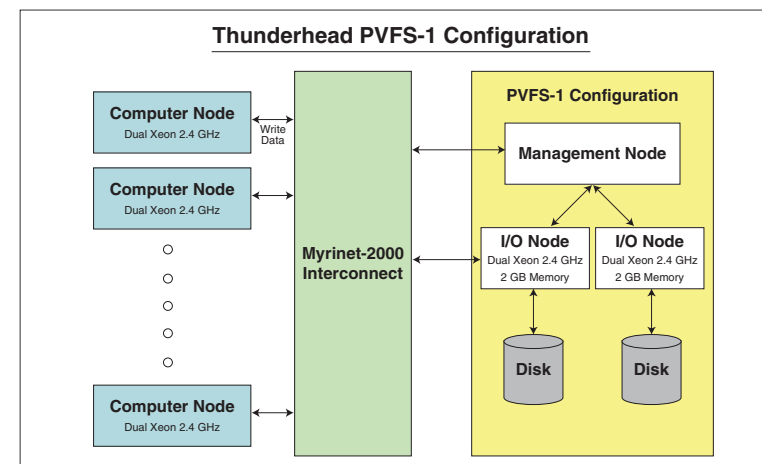 Thunderhead PVFS-1 Configuration
Computer Node
Dual Xeon 2.4 GHz
Write
Data
Computer Node
Dual Xeon 2.4 GHz
Computer Node
Dual Xeon 2.4 GHz
Myrinet-2000
Interconnect
PVFS-1 Configuration
Management Node
I/O Node
Dual Xeon 2.4 GHz
2 GB Memory
I/O Node
Dual Xeon 2.4 GHz
2 GB Memory
Disk
Disk